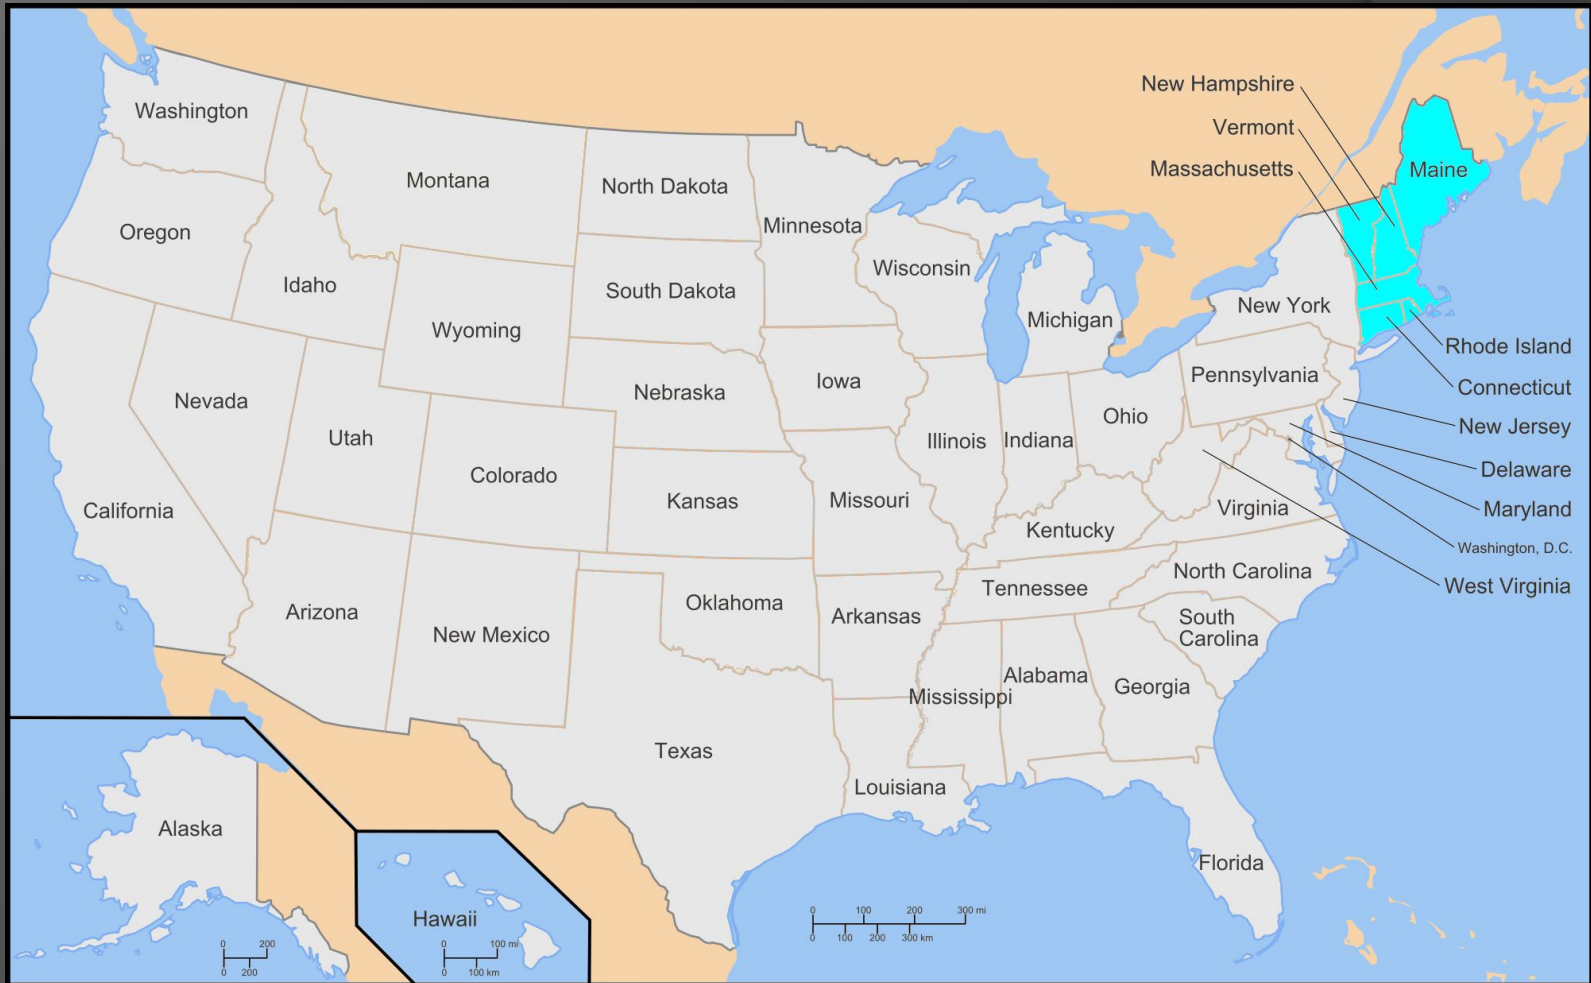 New Hampshire
Vermont
Massachusetts
Maine
Washington
Montana
North Dakota
Minnesota
Oregon
Idaho
Wisconsin
South Dakota
Wyoming
Michigan
New York
Rhode Island
Pennsylvania
Connecticut
Iowa
Nebraska
Nevada
Utah
Ohio
New Jersey
Illinois
Indiana
Colorado
Delaware
Kansas
Missouri
Virginia
Maryland
California
Kentucky
Washington, D.C.
North Carolina
West Virginia
Tennessee
Oklahoma
Arizona
New Mexico
Arkansas
South
Carolina
Alabama
Georgia
Mississippi
Texas
Louisiana
Alaska
Florida
Hawaii
0 100 200 300 mi
0 100 200 300 km
0 200
0 200
0 100 mi
0 100 km